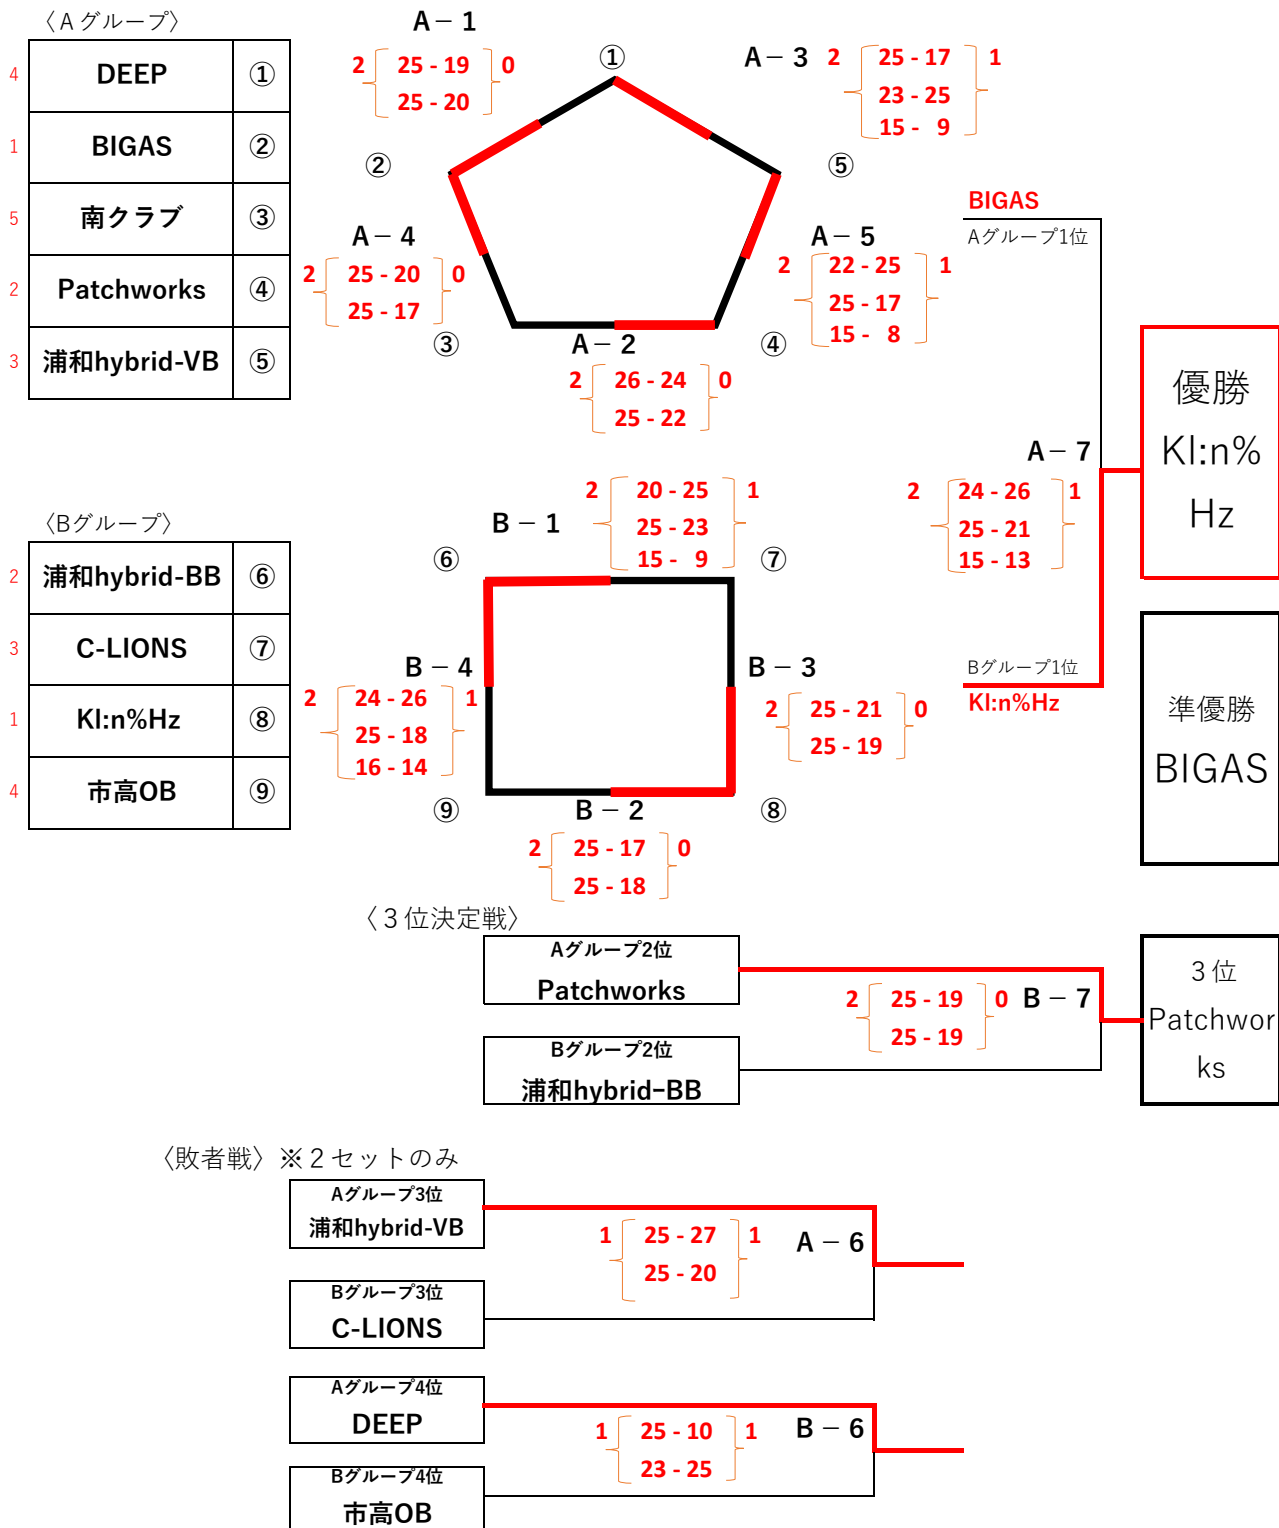 〈Aグループ〉
4 DEEP ①
1 BIGAS ②
5 南クラブ ③
2 Patchworks ④
3 浦和hybrid-VB ⑤
A－1
2 25 - 19 0
25 - 20
①
A－3 2 25 - 17 1
23 - 25
15 - 9
②
⑤
A－4
2 25 - 20 0
25 - 17
A－5
2 22 - 25 1
25 - 17
15 - 8
③
④
A－2
2 26 - 24 0
25 - 22
BIGAS
Aグループ1位
A－7
2 24 - 26 1
25 - 21
15 - 13
Bグループ1位
KI:n%Hz
優勝
KI:n%
Hz
準優勝
BIGAS
〈Bグループ〉
2 浦和hybrid-BB ⑥
3 C-LIONS ⑦
1 KI:n%Hz ⑧
4 市高OB ⑨
B－1
2 20 - 25 1
25 - 23
15 - 9
⑥
⑦
B－4
2 24 - 26 1
25 - 18
16 - 14
B－3
2 25 - 21 0
25 - 19
⑨
⑧
B－2
2 25 - 17 0
25 - 18
〈３位決定戦〉
Aグループ2位
Patchworks
Bグループ2位
浦和hybrid-BB
2 25 - 19 0 B－7
25 - 19
３位
Patchwor
ks
〈敗者戦〉※２セットのみ
Aグループ3位
浦和hybrid-VB
Bグループ3位
C-LIONS
1 25 - 27 1 A－6
25 - 20
Aグループ4位
DEEP
Bグループ4位
市高OB
1 25 - 10 1 B－6
23 - 25